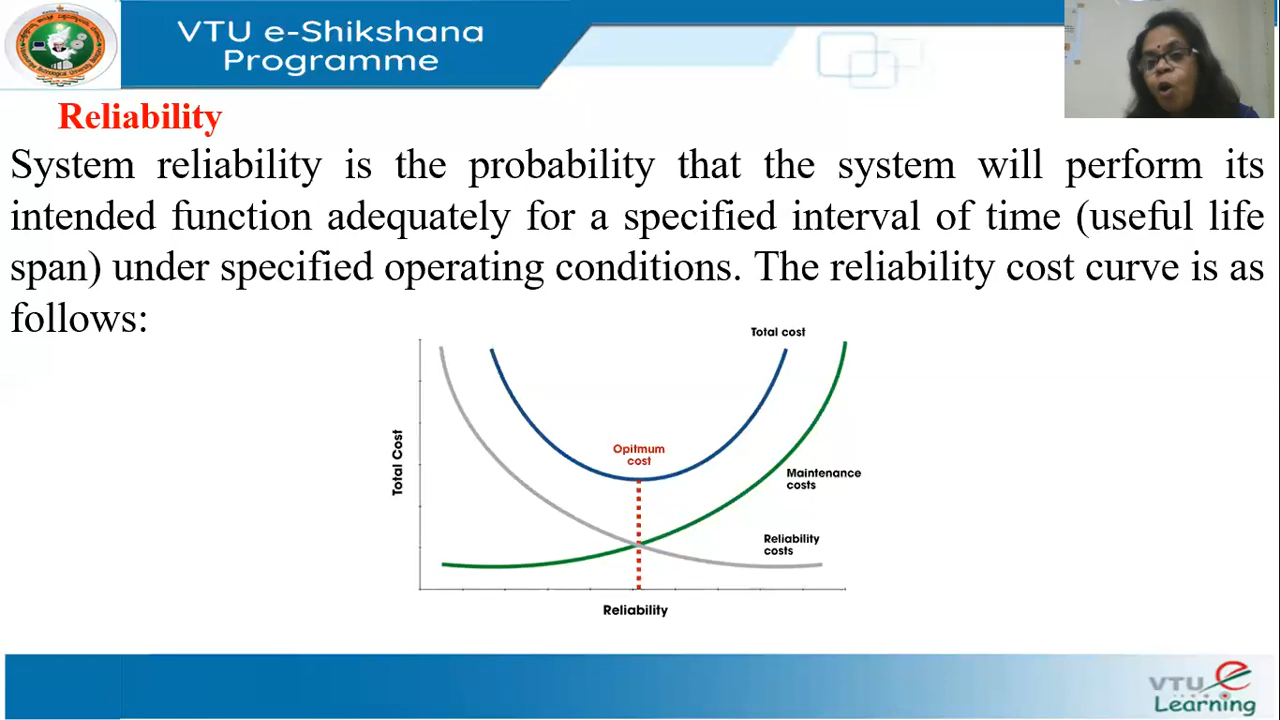 VTU e-Shikshana
Programme
Reliability
System reliability is the probability that the system will perform its
intended function adequately for a specified interval of time (useful life
span) under specified operating conditions. The reliability cost curve is as
follows:
Total cost
Opitmum
cost
Total Cost
Maintenance
costs
Reliability
costs
Reliability
VTU e
Learning